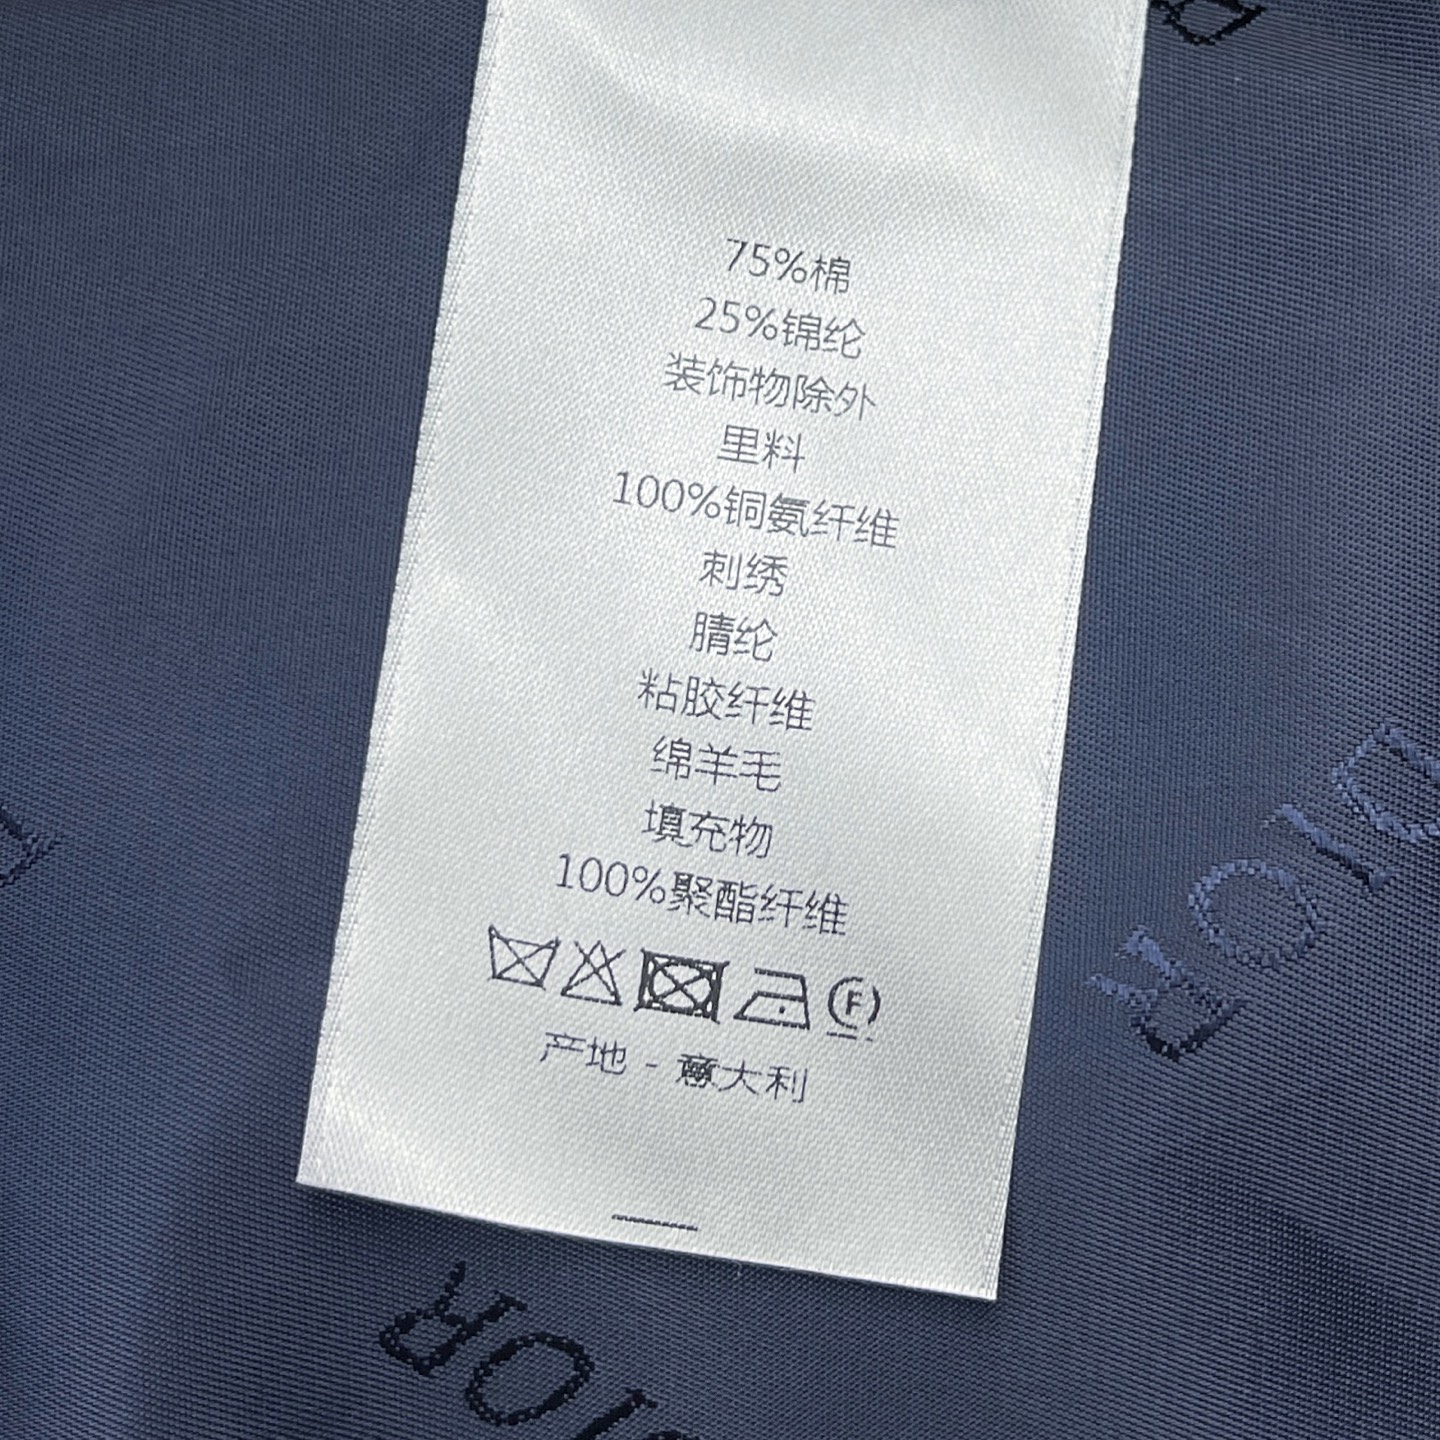 75%棉
25%锦纶
装饰物除外
里料
100%铜氨纤维
刺绣
腈纶
粘胶纤维
绵羊毛
填充物
100%聚酯纤维
F
产地 - 意大利
DIOR